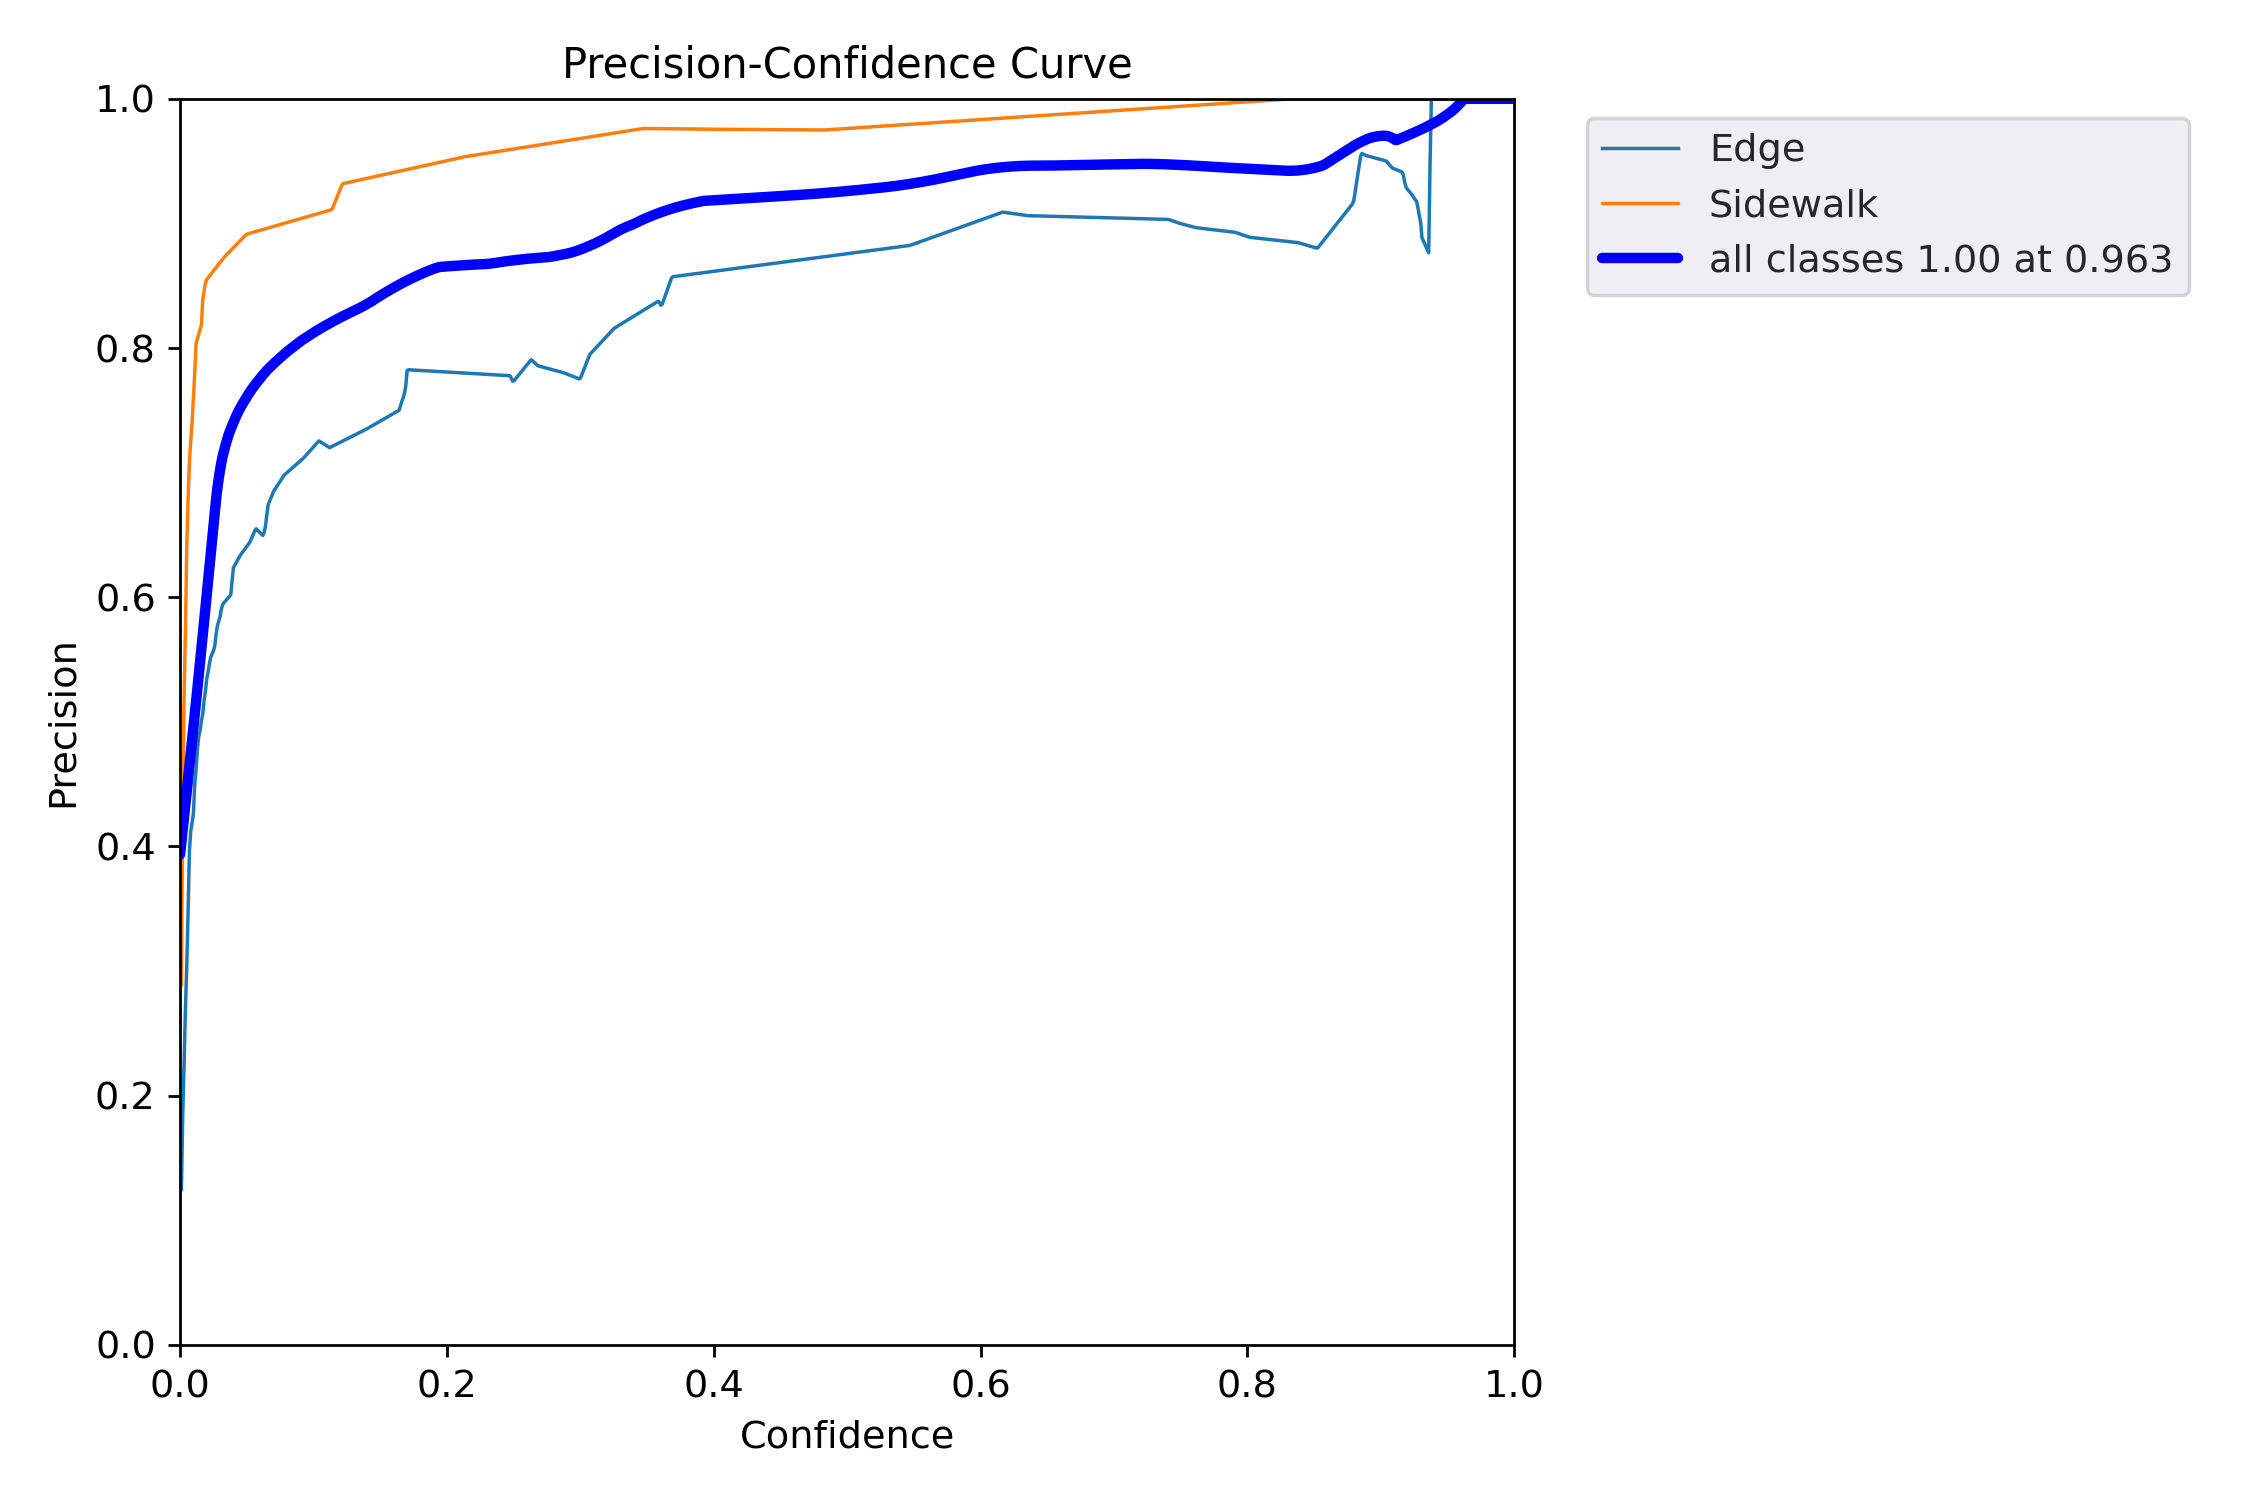 Precision-Confidence Curve
1.0
0.8
0.6
0.4
0.2
0.0
Precision
0.0 0.2 0.4 0.6 0.8 1.0
Confidence
Edge
Sidewalk
all classes 1.00 at 0.963